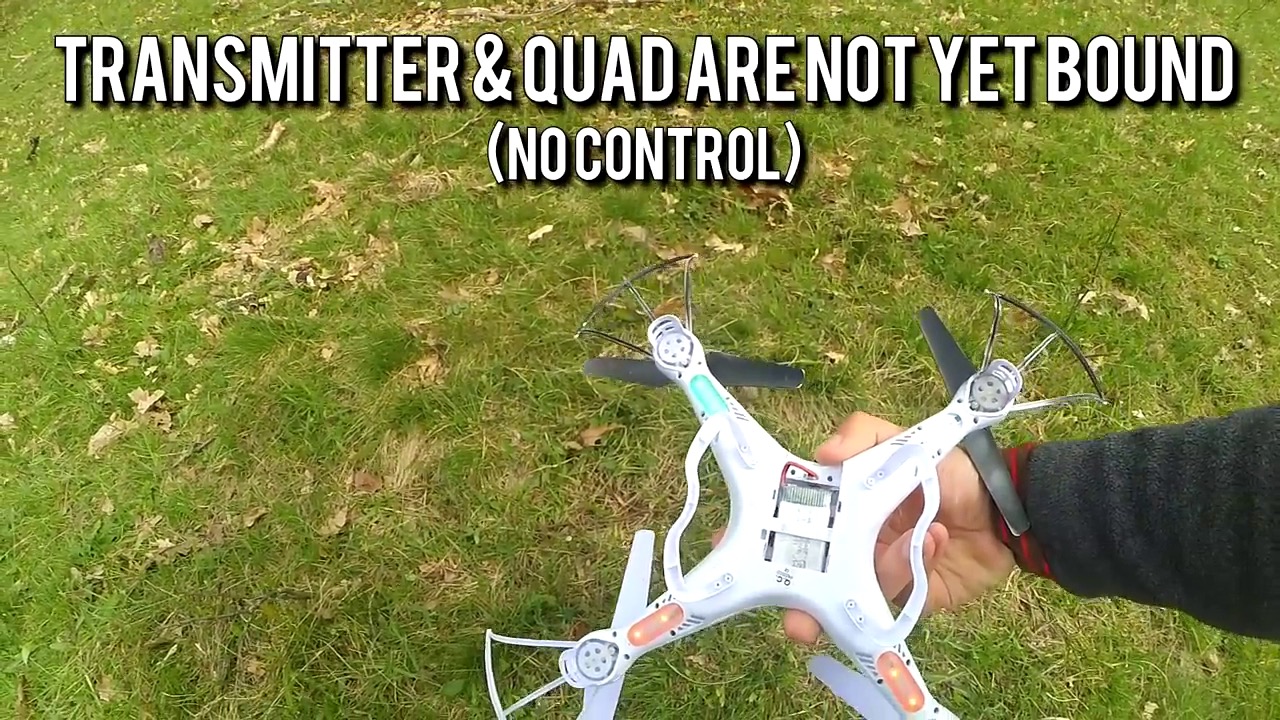 TRANSMITTER & QUAD ARE NOT YET BOUND
(NO CONTROL)